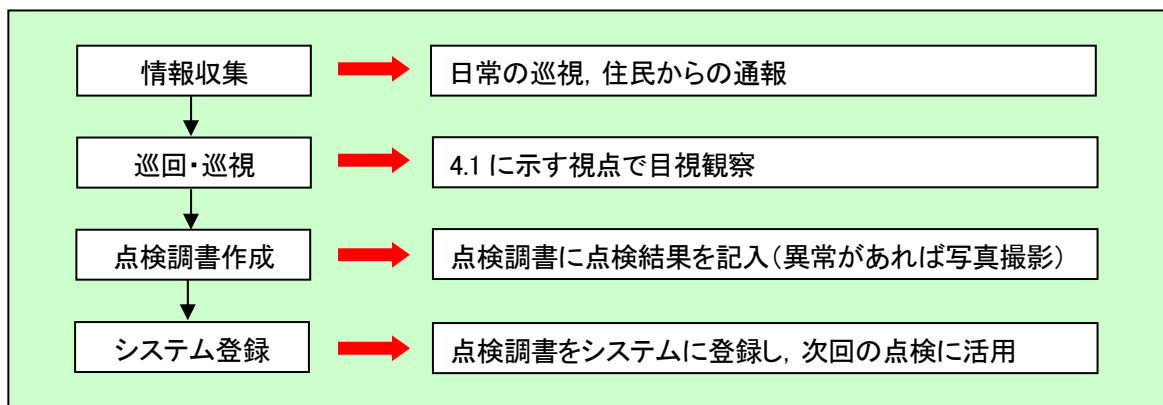 情報収集
日常の巡視，住民からの通報
巡回・巡視
4.1 に示す視点で目視観察
点検調書作成
点検調書に点検結果を記入（異常があれば写真撮影）
システム登録
点検調書をシステムに登録し，次回の点検に活用